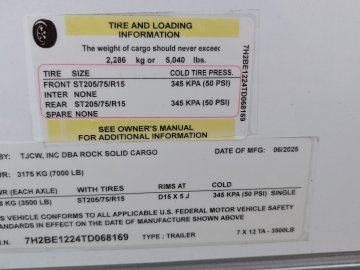 TIRE AND LOADING
INFORMATION
The weight of cargo should never exceed
2,286 kg or 5,040 lbs.
TIRE SIZE COLD TIRE PRESS.
FRONT ST205/75/R15 345 KPA (50 PSI)
INTER NONE
REAR ST205/75/R15 345 KPA (50 PSI)
SPARE NONE
SEE OWNER'S MANUAL
FOR ADDITIONAL INFORMATION
7H2BE1224TD068169
BY: TJCW, INC DBA ROCK SOLID CARGO DATE OF MFG: 06/2025
VR: 3175 KG (7000 LB)
WR (EACH AXLE) WITH TIRES RIMS AT COLD INFL.
8 KG (3500 LB) ST205/75/R15 D15 X 5 J 345 KPA (50 PSI) SINGLE
S VEHICLE CONFORMS TO ALL APPLICABLE U.S. FEDERAL MOTOR VEHICLE SAFETY
STANDARDS IN EFFECT ON THE DATE OF MANUFACTURE SHOWN ABOVE
I.N. 7H2BE1224TD068169 TYPE : TRAILER 7 X 12 TA - 3500LB